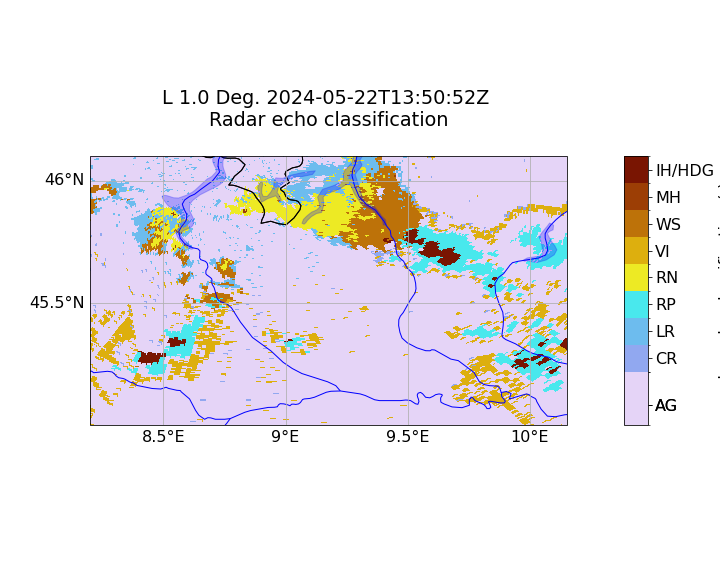 L 1.0 Deg. 2024-05-22T13:50:52Z
Radar echo classification
46°N
45.5°N
8.5°E
9°E
9.5°E
10°E
IH/HDG
MH
WS
VI
RN
RP
LR
CR
AG